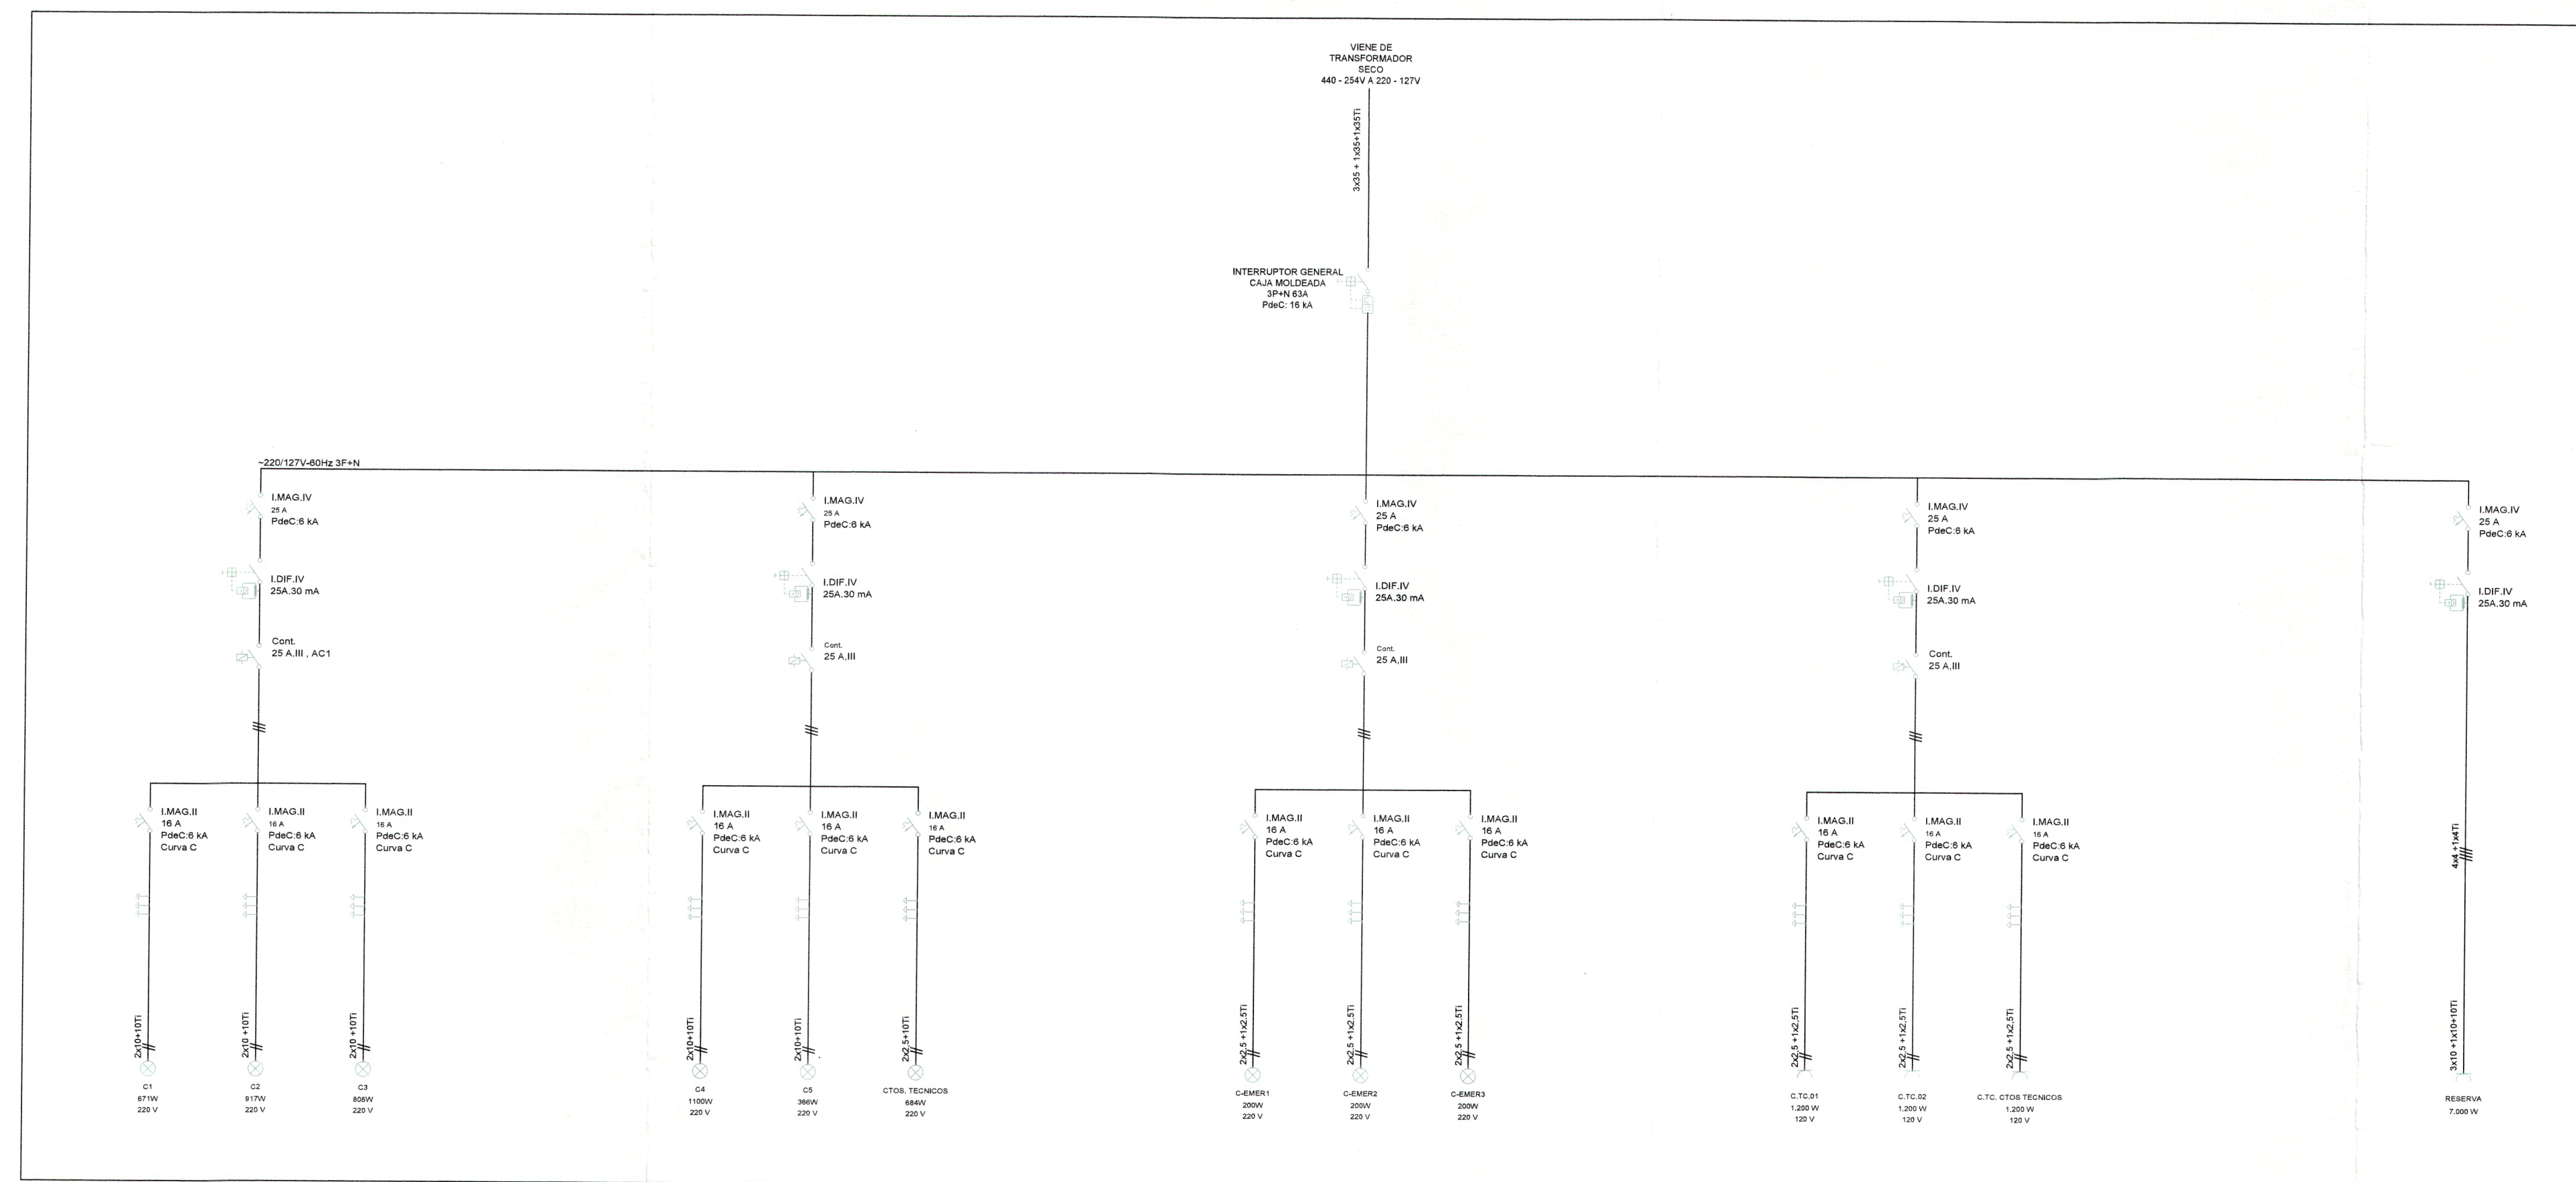 VIENE DE
TRANSFORMADOR
SECO
440 - 254V A 220 - 127V
3x35 + 1x35+1x35Ti
INTERRUPTOR GENERAL
CAJA MOLDEADA
3P+N 63A
PdeC: 16 kA
~220/127V-60Hz 3F+N
I.MAG.IV
25 A
PdeC:6 kA
I.DIF.IV
25A.30 mA
Cont.
25 A,III , AC1
I.MAG.II
16 A
PdeC:6 kA
Curva C
I.MAG.II
16 A
PdeC:6 kA
Curva C
I.MAG.II
16 A
PdeC:6 kA
Curva C
2x10+10Ti
2x10 +10Ti
2x10 +10Ti
C1
671W
220 V
C2
917W
220 V
C3
806W
220 V
I.MAG.IV
25 A
PdeC:6 kA
I.DIF.IV
25A.30 mA
Cont.
25 A,III
I.MAG.II
16 A
PdeC:6 kA
Curva C
I.MAG.II
16 A
PdeC:6 kA
Curva C
I.MAG.II
16 A
PdeC:6 kA
Curva C
2x10+10Ti
2x10+10Ti
2x2,5+10Ti
C4
1100W
220 V
C5
366W
220 V
CTOS. TECNICOS
684W
220 V
I.MAG.IV
25 A
PdeC:6 kA
I.DIF.IV
25A.30 mA
Cont.
25 A,III
I.MAG.II
16 A
PdeC:6 kA
Curva C
I.MAG.II
16 A
PdeC:6 kA
Curva C
I.MAG.II
16 A
PdeC:6 kA
Curva C
2x2,5 +1x2.5Ti
2x2,5 +1x2.5Ti
2x2,5 +1x2.5Ti
C-EMER1
200W
220 V
C-EMER2
200W
220 V
C-EMER3
200W
220 V
I.MAG.IV
25 A
PdeC:6 kA
I.DIF.IV
25A.30 mA
Cont.
25 A,III
I.MAG.II
16 A
PdeC:6 kA
Curva C
I.MAG.II
16 A
PdeC:6 kA
Curva C
I.MAG.II
16 A
PdeC:6 kA
Curva C
2x2,5 +1x2,5Ti
2x2,5 +1x2,5Ti
2x2,5 +1x2,5Ti
C.TC.01
1.200 W
120 V
C.TC.02
1.200 W
120 V
C.TC. CTOS TECNICOS
1.200 W
120 V
I.MAG.IV
25 A
PdeC:6 kA
I.DIF.IV
25A.30 mA
4x4 +1x4Ti
3x10 +1x10+10Ti
RESERVA
7.000 W